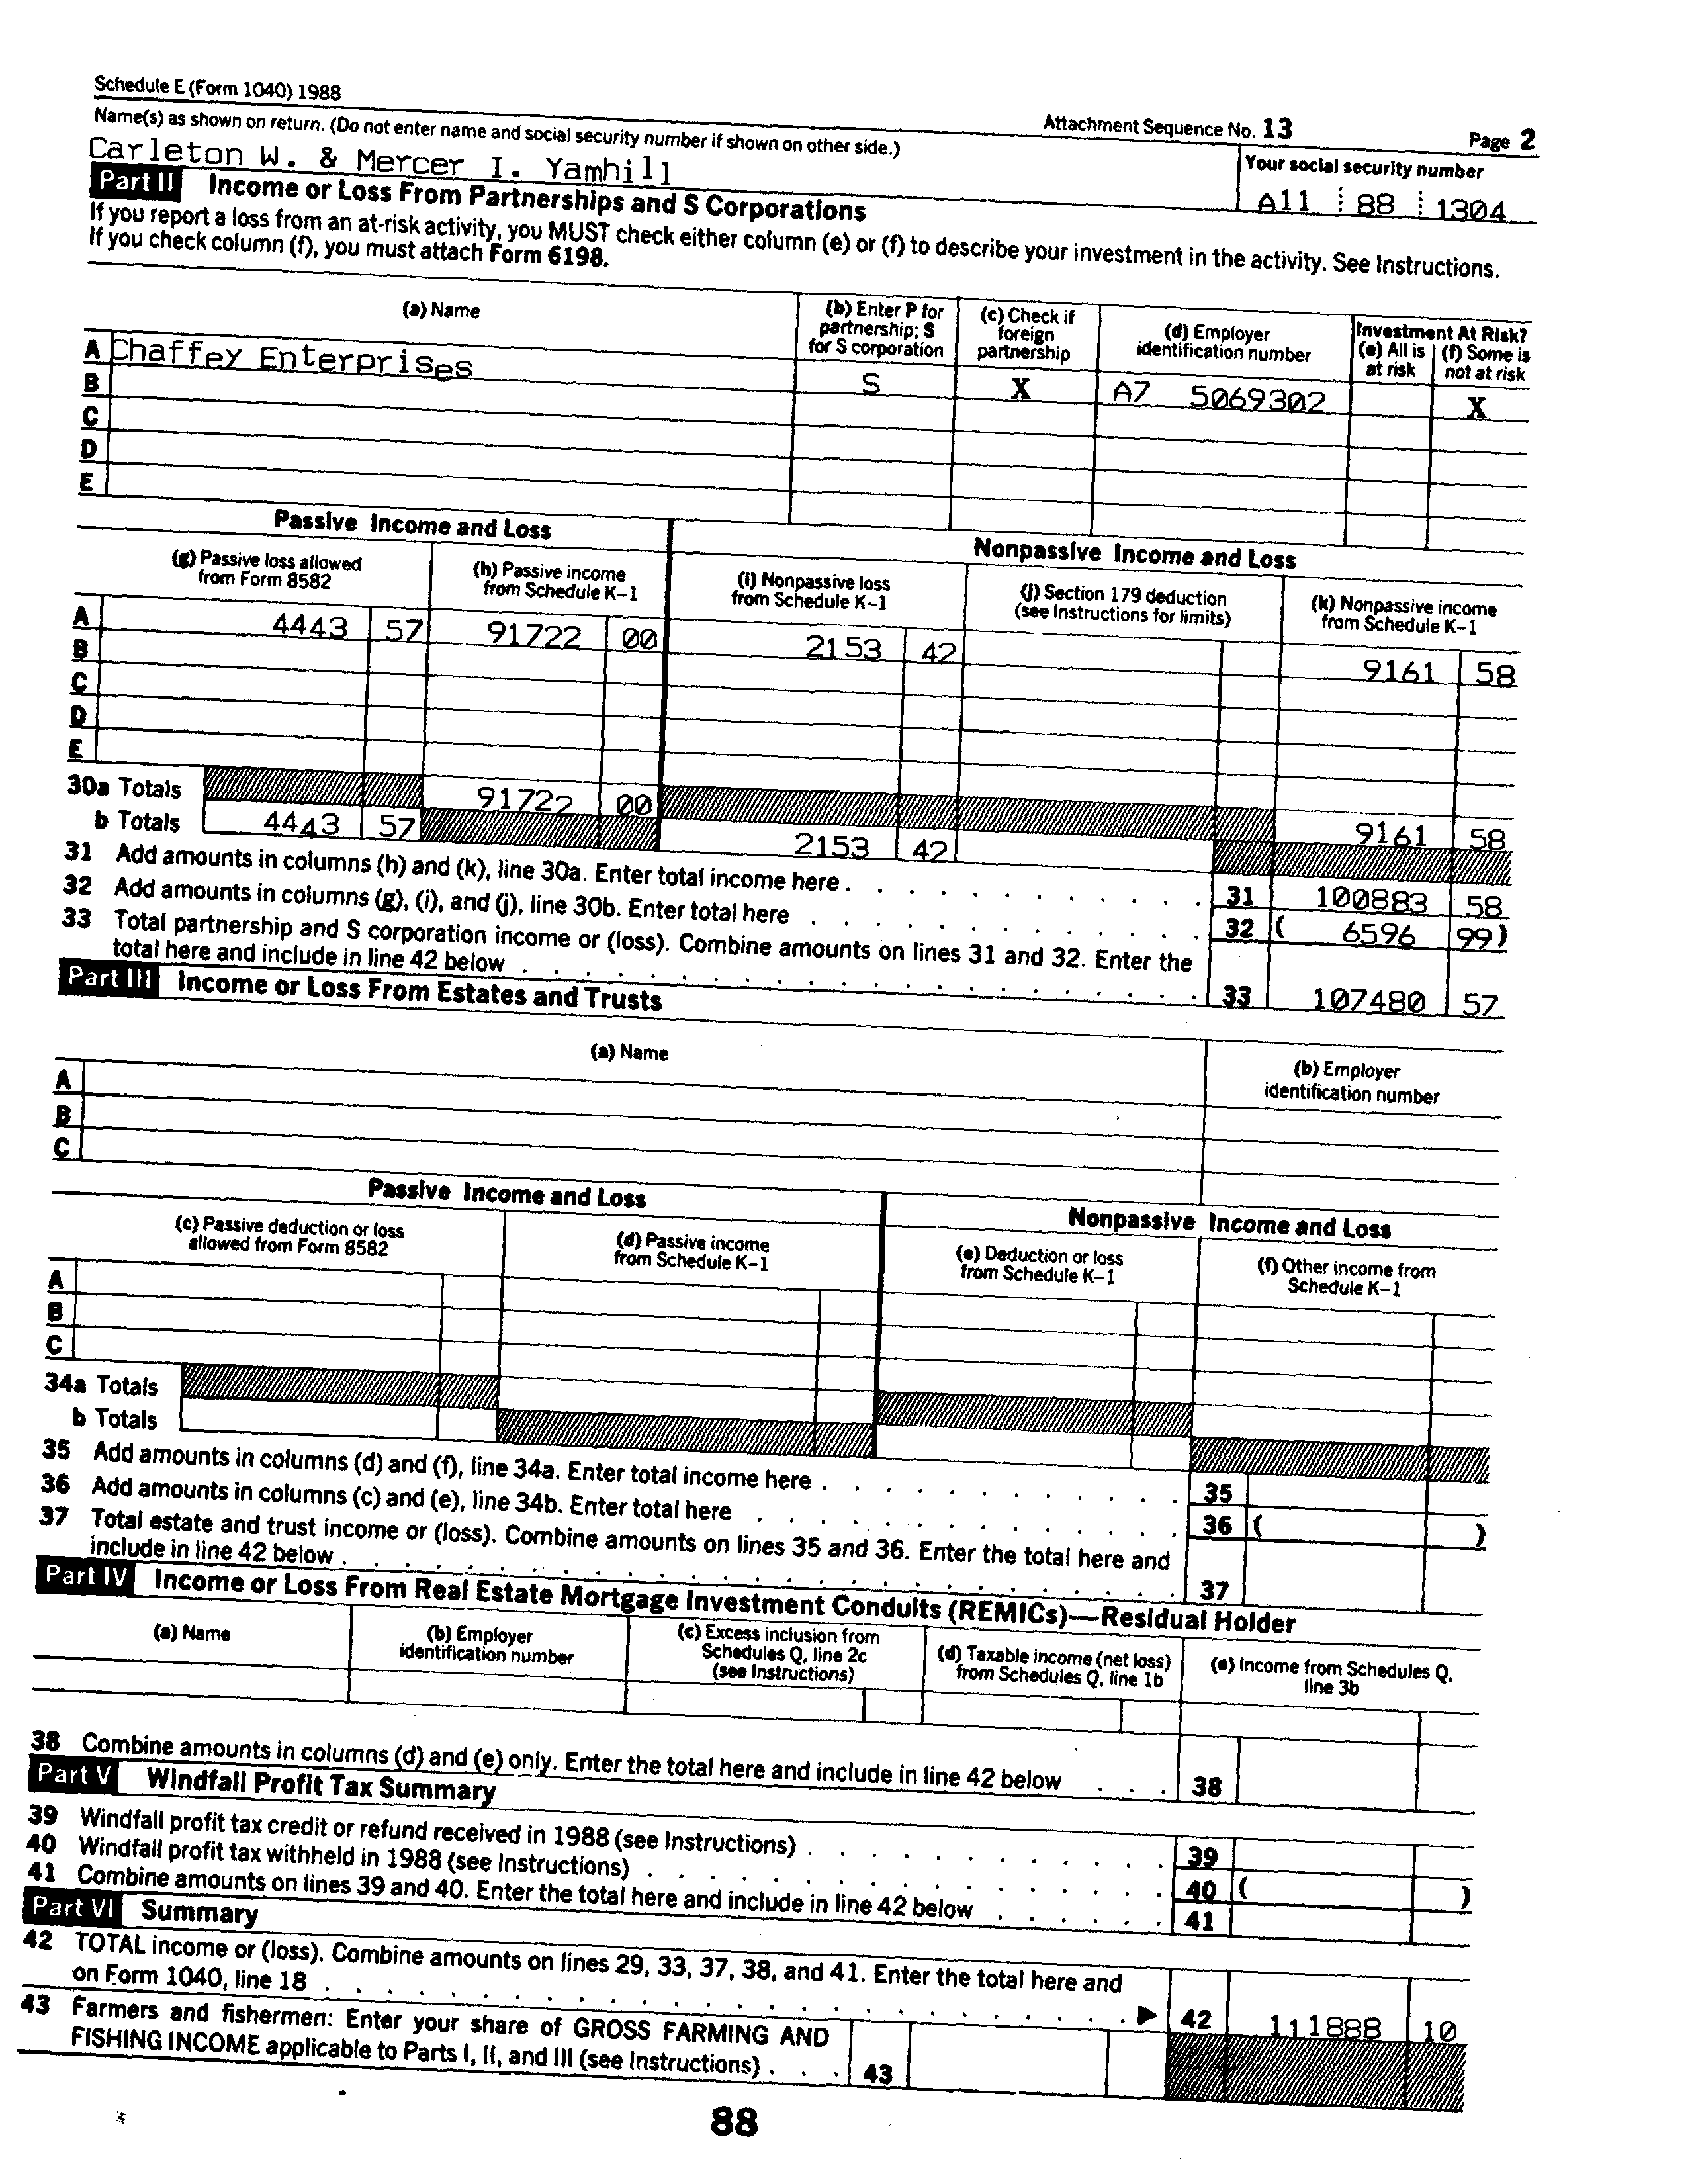 Schedule E (Form 1040) 1988
Attachment Sequence No. 13
Page 2
Name(s) as shown on return. (Do not enter name and social security number if shown on other side.)
Your social security number
Carleton W. & Mercer I. Yamhill
A11 88 1304
Part II Income or Loss From Partnerships and S Corporations
If you report a loss from an at-risk activity, you MUST check either column (e) or (f) to describe your investment in the activity. See Instructions.
If you check column (f), you must attach Form 6198.
(a) Name
(b) Enter P for partnership; S for S corporation
(c) Check if foreign partnership
(d) Employer identification number
Investment At Risk?
(e) All is at risk
(f) Some is not at risk
A Chaffey Enterprises S X A7 5069302 X
B
C
D
E
Passive Income and Loss
Nonpassive Income and Loss
(g) Passive loss allowed from Form 8582
(h) Passive income from Schedule K-1
(i) Nonpassive loss from Schedule K-1
(j) Section 179 deduction (see Instructions for limits)
(k) Nonpassive income from Schedule K-1
A 4443 57 91722 00 2153 42 9161 58
B
C
D
E
30a Totals 91722 00 9161 58
b Totals 4443 57 2153 42
31 Add amounts in columns (h) and (k), line 30a. Enter total income here . . . . . . . . . . . . 31 100883 58
32 Add amounts in columns (g), (i), and (j), line 30b. Enter total here . . . . . . . . . . . . . 32 ( 6596 99)
33 Total partnership and S corporation income or (loss). Combine amounts on lines 31 and 32. Enter the
total here and include in line 42 below . . . . . . . . . . . . . . . . . . . . . . 33 107480 57
Part III Income or Loss From Estates and Trusts
(a) Name
(b) Employer identification number
A
B
C
Passive Income and Loss
Nonpassive Income and Loss
(c) Passive deduction or loss allowed from Form 8582
(d) Passive income from Schedule K-1
(e) Deduction or loss from Schedule K-1
(f) Other income from Schedule K-1
A
B
C
34a Totals
b Totals
35 Add amounts in columns (d) and (f), line 34a. Enter total income here . . . . . . . . . . . . 35
36 Add amounts in columns (c) and (e), line 34b. Enter total here . . . . . . . . . . . . . . 36 ( )
37 Total estate and trust income or (loss). Combine amounts on lines 35 and 36. Enter the total here and
include in line 42 below . . . . . . . . . . . . . . . . . . . . . . . . . . 37
Part IV Income or Loss From Real Estate Mortgage Investment Conduits (REMICs)—Residual Holder
(a) Name
(b) Employer identification number
(c) Excess inclusion from Schedules Q, line 2c (see Instructions)
(d) Taxable income (net loss) from Schedules Q, line 1b
(e) Income from Schedules Q, line 3b
38 Combine amounts in columns (d) and (e) only. Enter the total here and include in line 42 below . . . 38
Part V Windfall Profit Tax Summary
39 Windfall profit tax credit or refund received in 1988 (see Instructions) . . . . . . . . . . . . 39
40 Windfall profit tax withheld in 1988 (see Instructions) . . . . . . . . . . . . . . . . . 40 ( )
41 Combine amounts on lines 39 and 40. Enter the total here and include in line 42 below . . . . . . 41
Part VI Summary
42 TOTAL income or (loss). Combine amounts on lines 29, 33, 37, 38, and 41. Enter the total here and
on Form 1040, line 18 . . . . . . . . . . . . . . . . . . . . . . . . . . ▶ 42 111888 10
43 Farmers and fishermen: Enter your share of GROSS FARMING AND
FISHING INCOME applicable to Parts I, II, and III (see Instructions) . . . 43
88